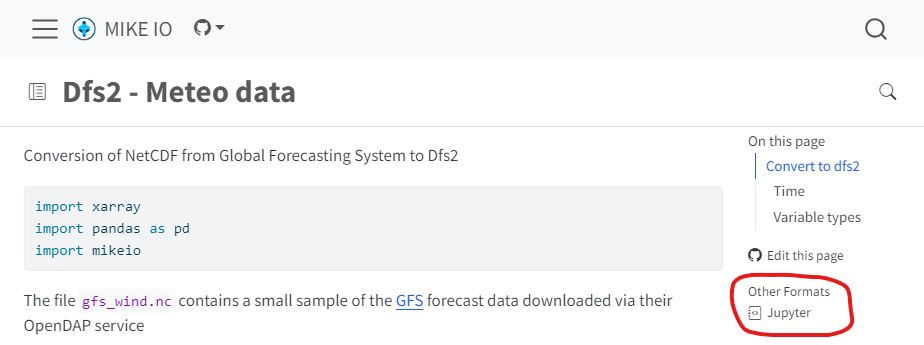 MIKE IO
Dfs2 - Meteo data
Conversion of NetCDF from Global Forecasting System to Dfs2
import xarray
import pandas as pd
import mikeio
The file gfs_wind.nc contains a small sample of the GFS forecast data downloaded via their
OpenDAP service
On this page
Convert to dfs2
Time
Variable types
Edit this page
Other Formats
Jupyter